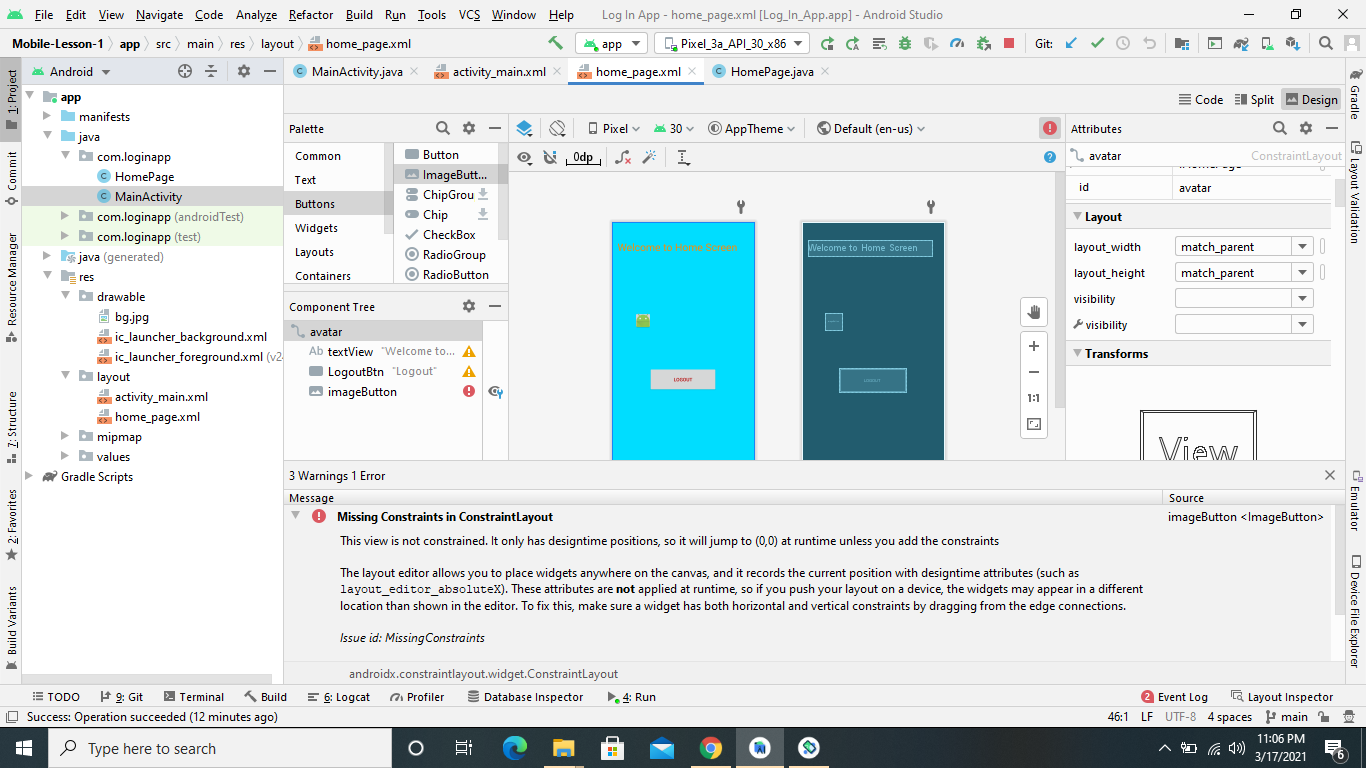 File Edit View Navigate Code Analyze Refactor Build Run Tools VCS Window Help Log In App - home_page.xml [Log_In_App.app] - Android Studio
Mobile-Lesson-1 app src main res layout home_page.xml app Pixel_3a_API_30_x86 Git:
Android MainActivity.java activity_main.xml home_page.xml HomePage.java
1: Project
Commit
Resource Manager
7: Structure
2: Favorites
Build Variants
app
manifests
java
com.loginapp
HomePage
MainActivity
com.loginapp (androidTest)
com.loginapp (test)
java (generated)
res
drawable
bg.jpg
ic_launcher_background.xml
ic_launcher_foreground.xml (v2
layout
activity_main.xml
home_page.xml
mipmap
values
Gradle Scripts
Code Split Design
Palette
Common
Text
Buttons
Widgets
Layouts
Containers
Button
ImageButt...
ChipGrou
Chip
CheckBox
RadioGroup
RadioButton
Component Tree
avatar
Ab textView "Welcome to...
LogoutBtn "Logout"
imageButton
Pixel 30 AppTheme Default (en-us)
0dp
Welcome to Home Screen
LOGOUT
Welcome to Home Screen
LOGOUT
1:1
Attributes
avatar ConstraintLayout
id avatar
Layout
layout_width match_parent
layout_height match_parent
visibility
visibility
Transforms
View
3 Warnings 1 Error
Message Source
Missing Constraints in ConstraintLayout imageButton <ImageButton>
This view is not constrained. It only has designtime positions, so it will jump to (0,0) at runtime unless you add the constraints
The layout editor allows you to place widgets anywhere on the canvas, and it records the current position with designtime attributes (such as
layout_editor_absoluteX). These attributes are not applied at runtime, so if you push your layout on a device, the widgets may appear in a different
location than shown in the editor. To fix this, make sure a widget has both horizontal and vertical constraints by dragging from the edge connections.
Issue id: MissingConstraints
androidx.constraintlayout.widget.ConstraintLayout
Gradle
Layout Validation
Emulator
Device File Explorer
TODO 9: Git Terminal Build 6: Logcat Profiler Database Inspector 4: Run 2 Event Log Layout Inspector
Success: Operation succeeded (12 minutes ago) 46:1 LF UTF-8 4 spaces main
Type here to search
11:06 PM
3/17/2021
6